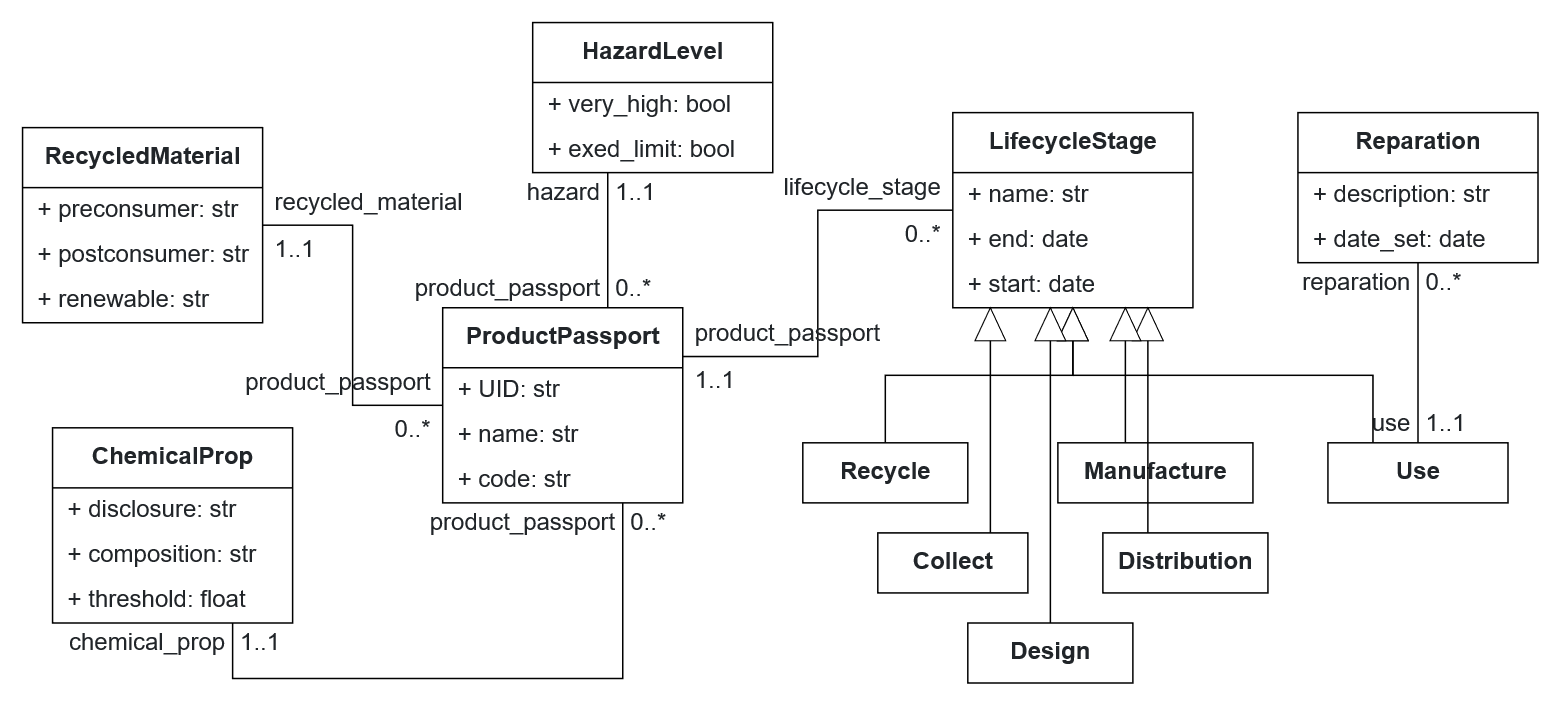 HazardLevel
+ very_high: bool
+ exed_limit: bool
hazard 1..1
product_passport 0..*
RecycledMaterial
+ preconsumer: str
+ postconsumer: str
+ renewable: str
recycled_material
1..1
product_passport
0..*
ChemicalProp
+ disclosure: str
+ composition: str
+ threshold: float
chemical_prop 1..1
ProductPassport
+ UID: str
+ name: str
+ code: str
product_passport 0..*
product_passport
1..1
lifecycle_stage
0..*
LifecycleStage
+ name: str
+ end: date
+ start: date
Reparation
+ description: str
+ date_set: date
reparation 0..*
use 1..1
Recycle
Manufacture
Use
Collect
Distribution
Design